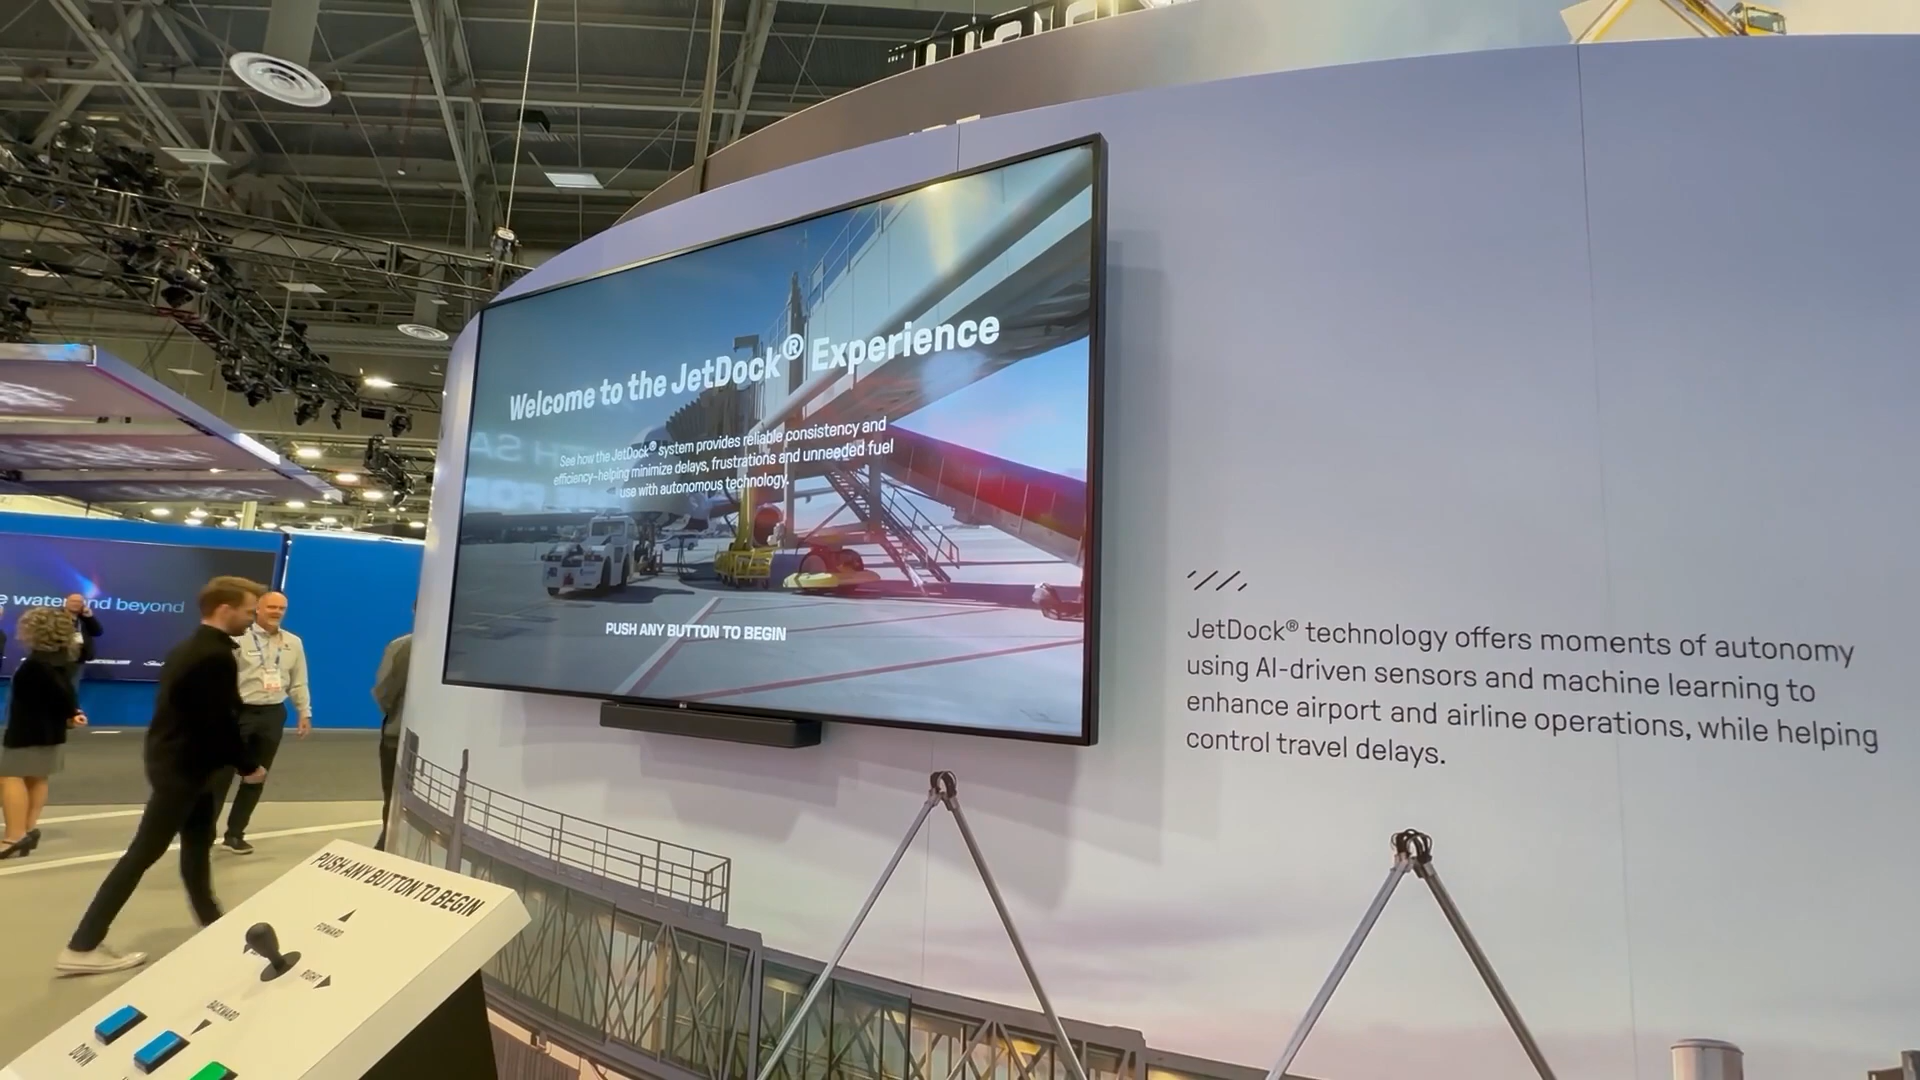 Welcome to the JetDock® Experience
See how the JetDock® system provides reliable consistency and
efficiency-helping minimize delays, frustrations and unneeded fuel
use with autonomous technology.
PUSH ANY BUTTON TO BEGIN
JetDock® technology offers moments of autonomy
using AI-driven sensors and machine learning to
enhance airport and airline operations, while helping
control travel delays.
water and beyond
PUSH ANY BUTTON TO BEGIN
FORWARD
RIGHT
BACKWARD
DOWN